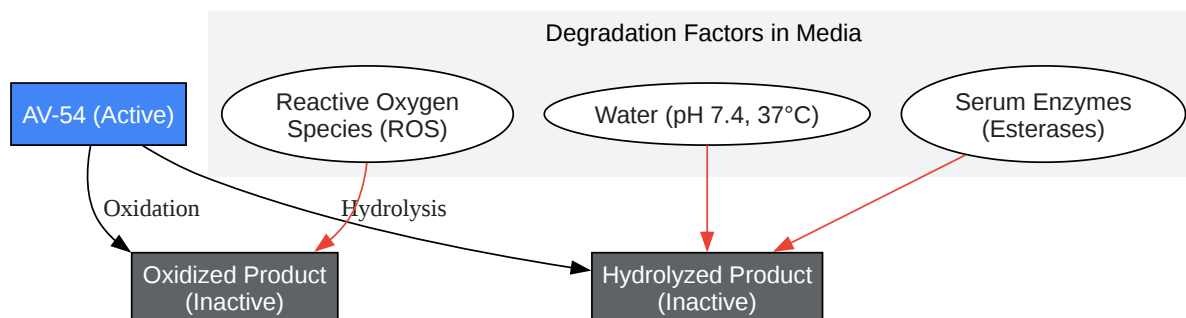 Degradation Factors in Media
AV-54 (Active)
Reactive Oxygen
Species (ROS)
Water (pH 7.4, 37°C)
Serum Enzymes
(Esterases)
Oxidation
Hydrolysis
Oxidized Product
(Inactive)
Hydrolyzed Product
(Inactive)